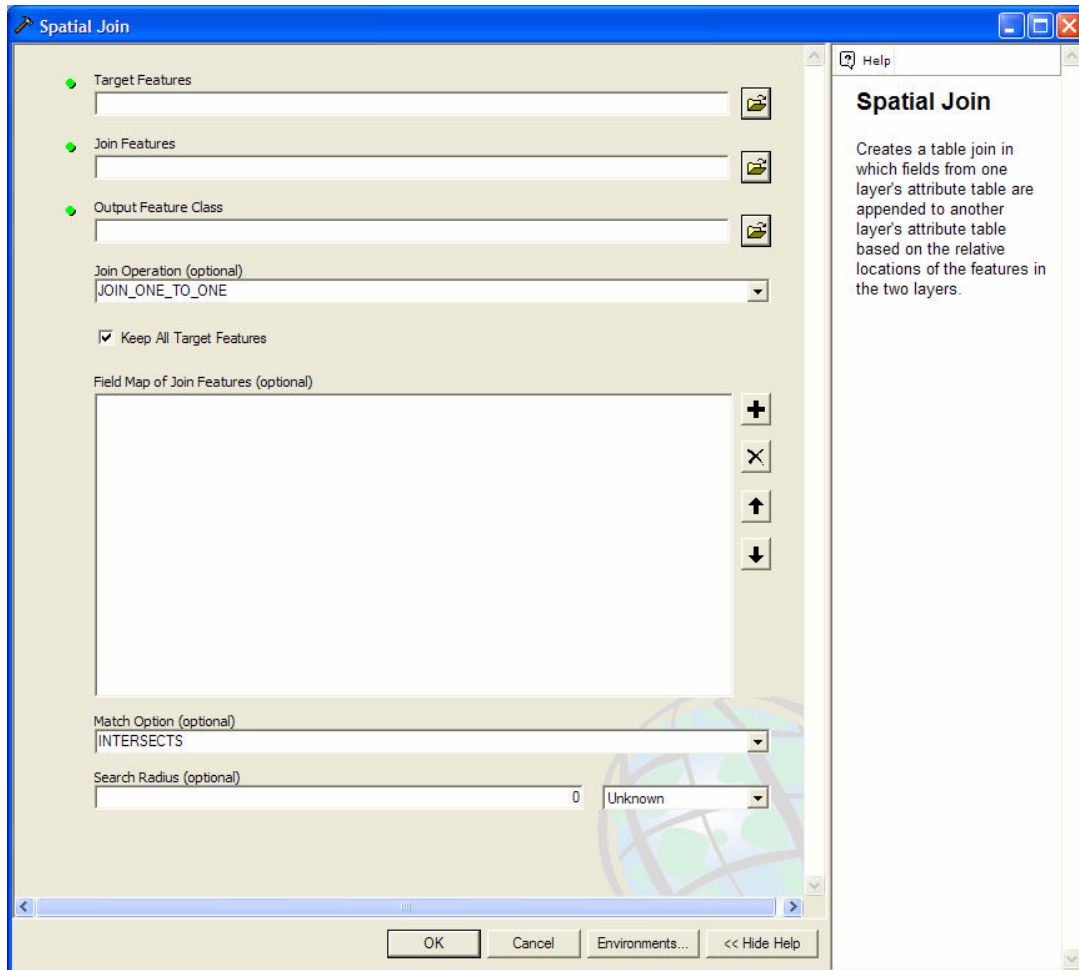 Spatial Join
Target Features
Join Features
Output Feature Class
Join Operation (optional)
JOIN_ONE_TO_ONE
Keep All Target Features
Field Map of Join Features (optional)
Match Option (optional)
INTERSECTS
Search Radius (optional)
0 Unknown
OK Cancel Environments... << Hide Help
Help
Spatial Join
Creates a table join in
which fields from one
layer's attribute table are
appended to another
layer's attribute table
based on the relative
locations of the features in
the two layers.